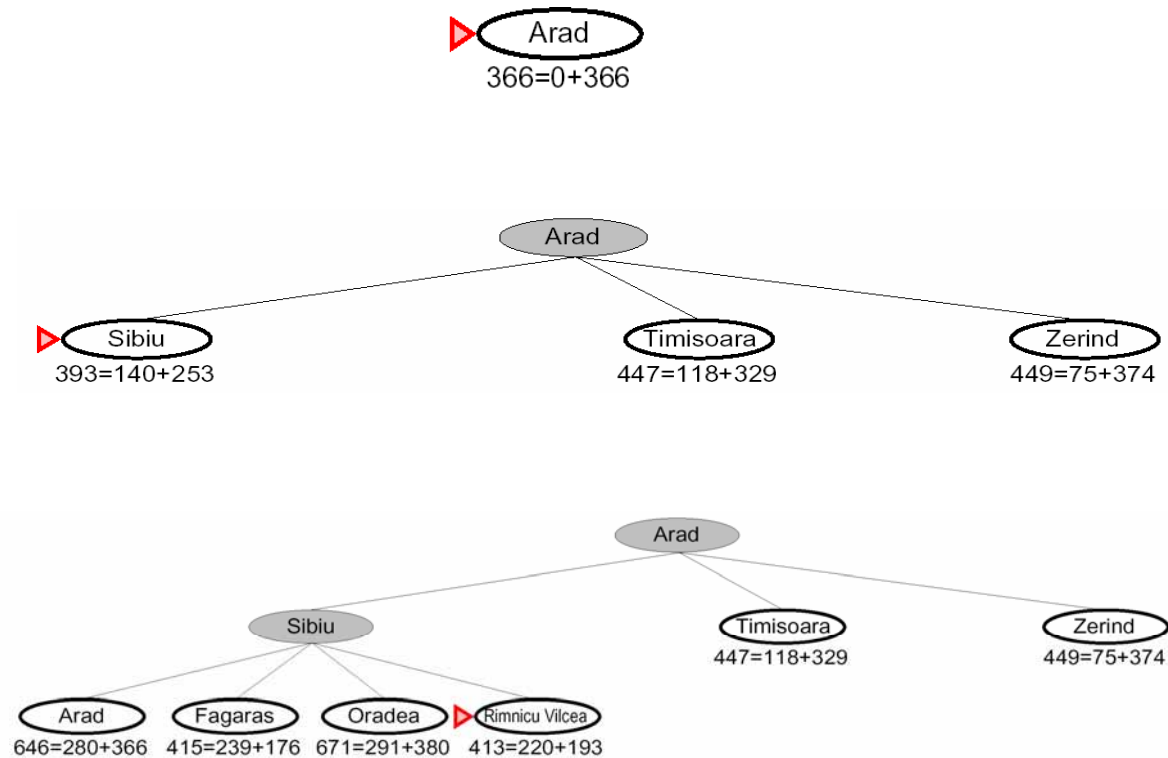 Arad
366=0+366
Arad
Sibiu
Timisoara
Zerind
393=140+253
447=118+329
449=75+374
Arad
Sibiu
Timisoara
Zerind
447=118+329
449=75+374
Arad
Fagaras
Oradea
Rimnicu Vilcea
646=280+366
415=239+176
671=291+380
413=220+193